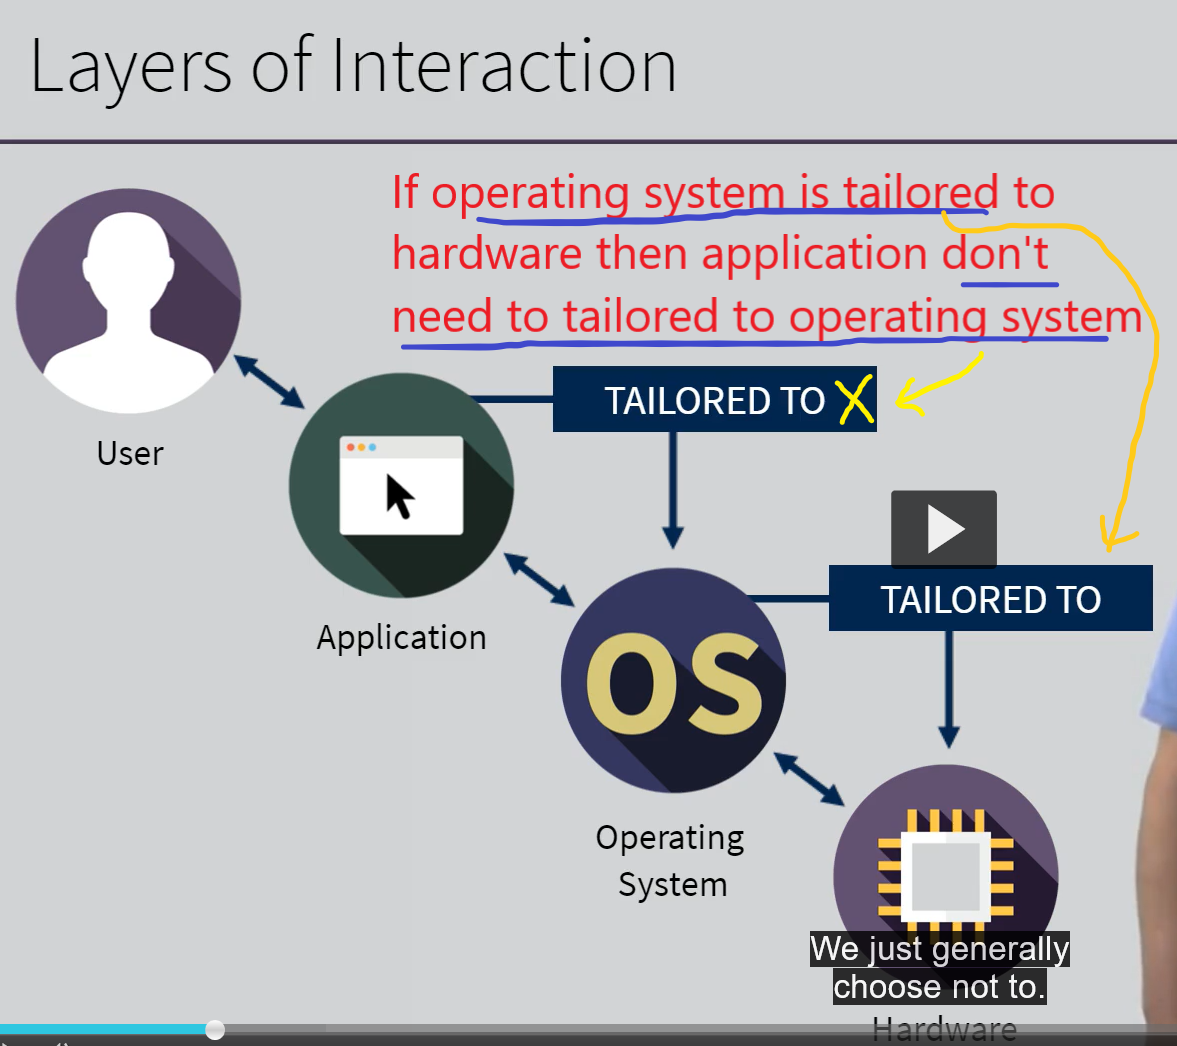 Layers of Interaction
If operating system is tailored to
hardware then application don't
need to tailored to operating system
TAILORED TO X
User
TAILORED TO
Application
OS
Operating
System
We just generally
choose not to.
Hardware